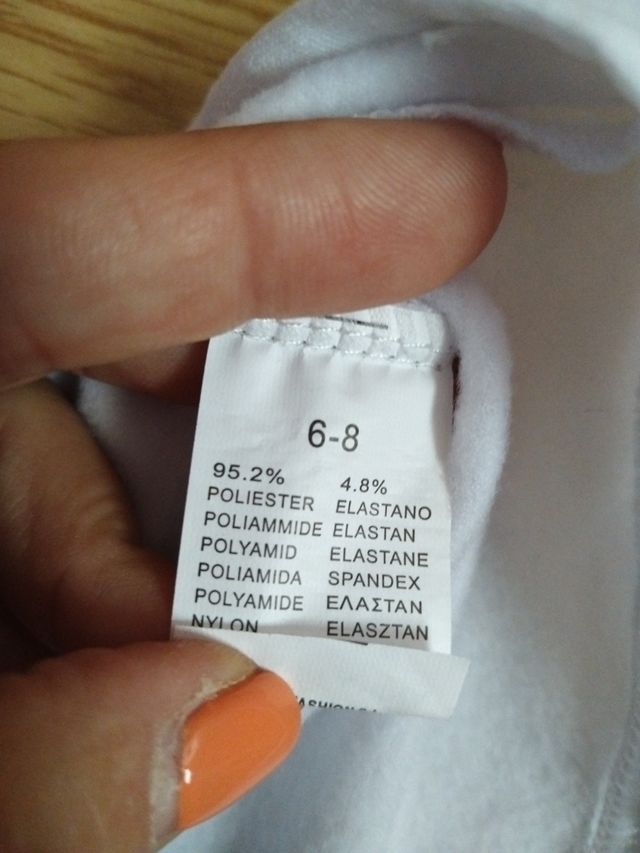 6-8
95.2% 4.8%
POLIESTER ELASTANO
POLIAMMIDE ELASTAN
POLYAMID ELASTANE
POLIAMIDA SPANDEX
POLYAMIDE ΕΛΑΣΤΑΝ
NYLON ELASZTAN